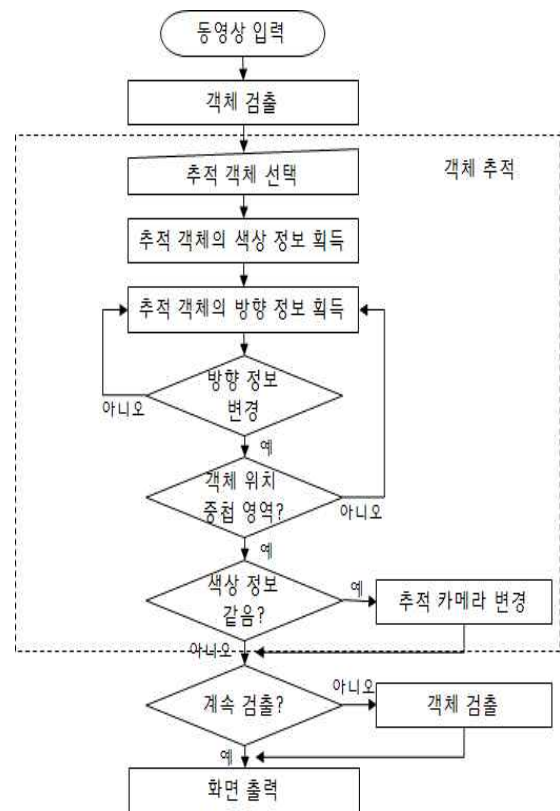 동영상 입력
객체 검출
추적 객체 선택
객체 추적
추적 객체의 색상 정보 획득
추적 객체의 방향 정보 획득
방향 정보
변경
아니오
예
객체 위치
중첩 영역?
아니오
예
색상 정보
같음?
예
추적 카메라 변경
아니오
계속 검출?
아니오
객체 검출
예
화면 출력